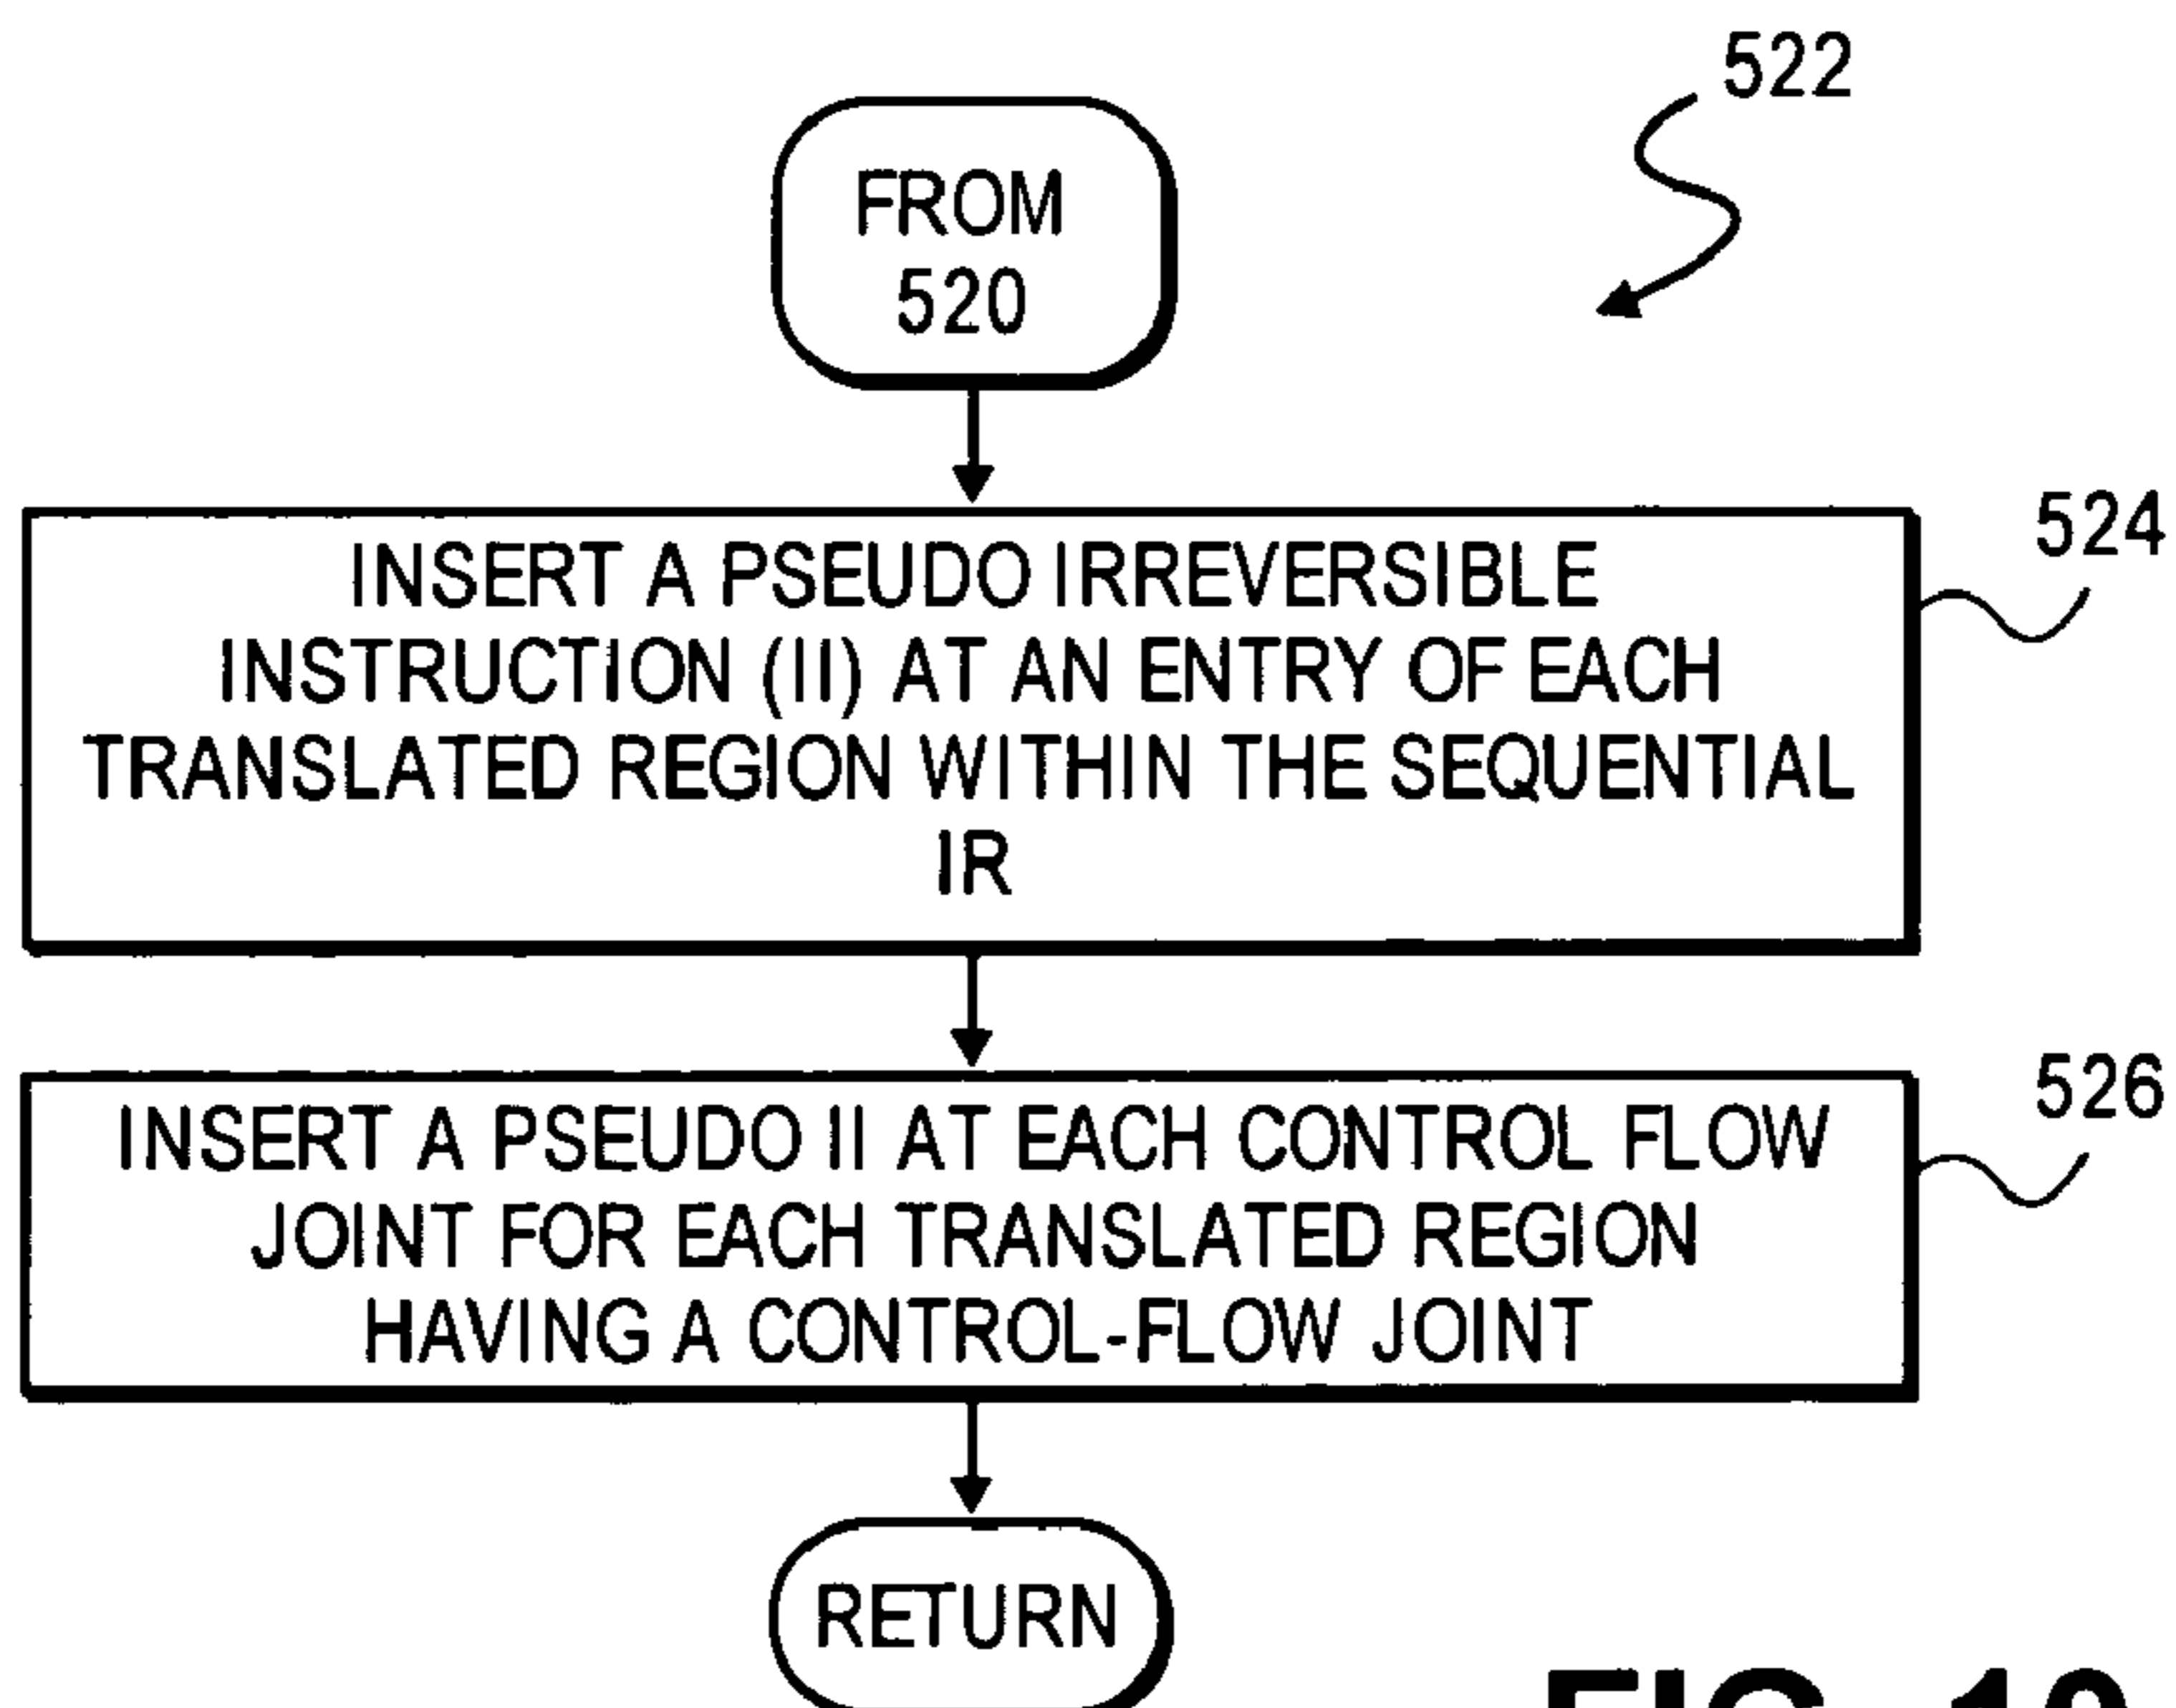 522
FROM
520
524
INSERT A PSEUDO IRREVERSIBLE
INSTRUCTION (II) AT AN ENTRY OF EACH
TRANSLATED REGION WITHIN THE SEQUENTIAL
IR
526
INSERT A PSEUDO II AT EACH CONTROL FLOW
JOINT FOR EACH TRANSLATED REGION
HAVING A CONTROL-FLOW JOINT
RETURN